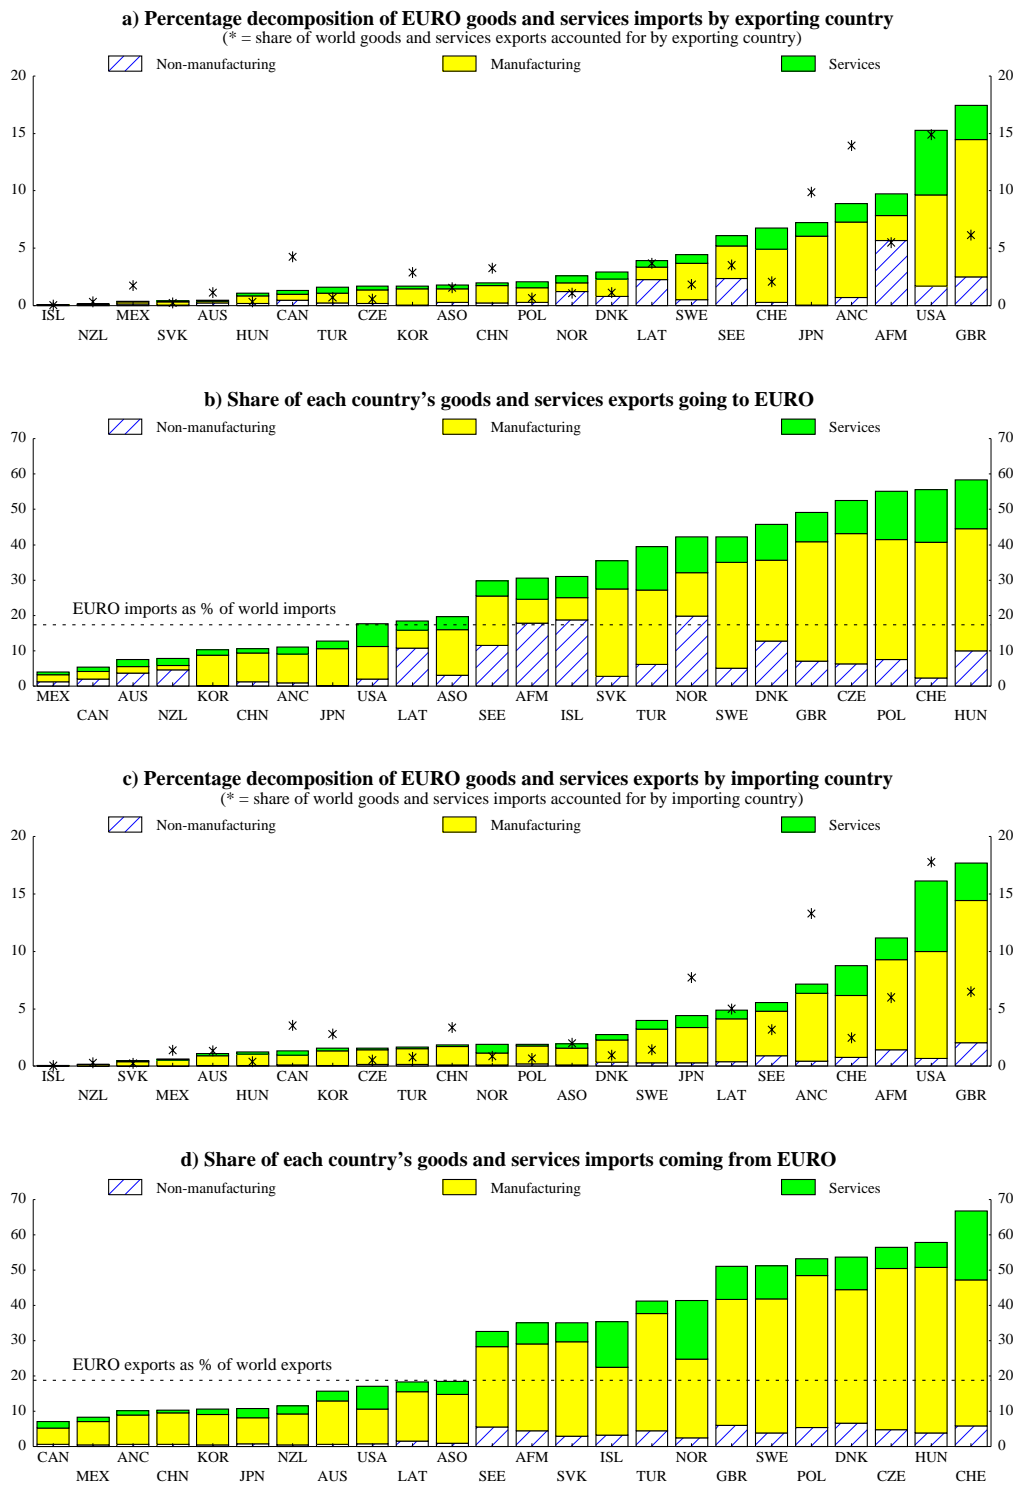 a) Percentage decomposition of EURO goods and services imports by exporting country
(* = share of world goods and services exports accounted for by exporting country)
Non-manufacturing Manufacturing Services
20 20
15 15
10 10
5 5
0 0
ISL MEX AUS CAN CZE ASO POL DNK SWE CHE ANC USA
NZL SVK HUN TUR KOR CHN NOR LAT SEE JPN AFM GBR
b) Share of each country's goods and services exports going to EURO
Non-manufacturing Manufacturing Services
70 70
60 60
50 50
40 40
30 30
EURO imports as % of world imports
20 20
10 10
0 0
MEX AUS KOR ANC USA ASO AFM SVK NOR DNK CZE CHE
CAN NZL CHN JPN LAT SEE ISL TUR SWE GBR POL HUN
c) Percentage decomposition of EURO goods and services exports by importing country
(* = share of world goods and services imports accounted for by importing country)
Non-manufacturing Manufacturing Services
20 20
15 15
10 10
5 5
0 0
ISL SVK AUS CAN CZE CHN POL DNK JPN SEE CHE USA
NZL MEX HUN KOR TUR NOR ASO SWE LAT ANC AFM GBR
d) Share of each country's goods and services imports coming from EURO
Non-manufacturing Manufacturing Services
70 70
60 60
50 50
40 40
30 30
EURO exports as % of world exports
20 20
10 10
0 0
CAN ANC KOR NZL USA ASO AFM ISL NOR SWE DNK HUN
MEX CHN JPN AUS LAT SEE SVK TUR GBR POL CZE CHE